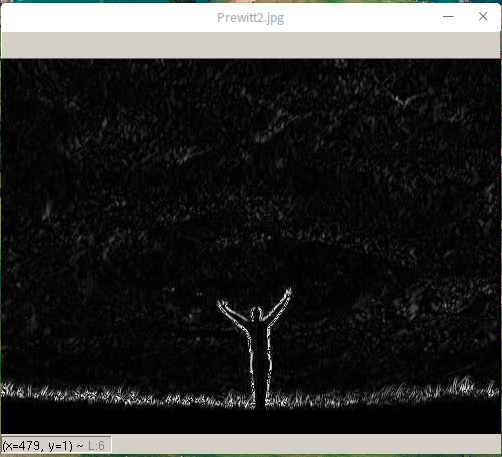 Prewitt2.jpg
(x=479, y=1) ~ L:6